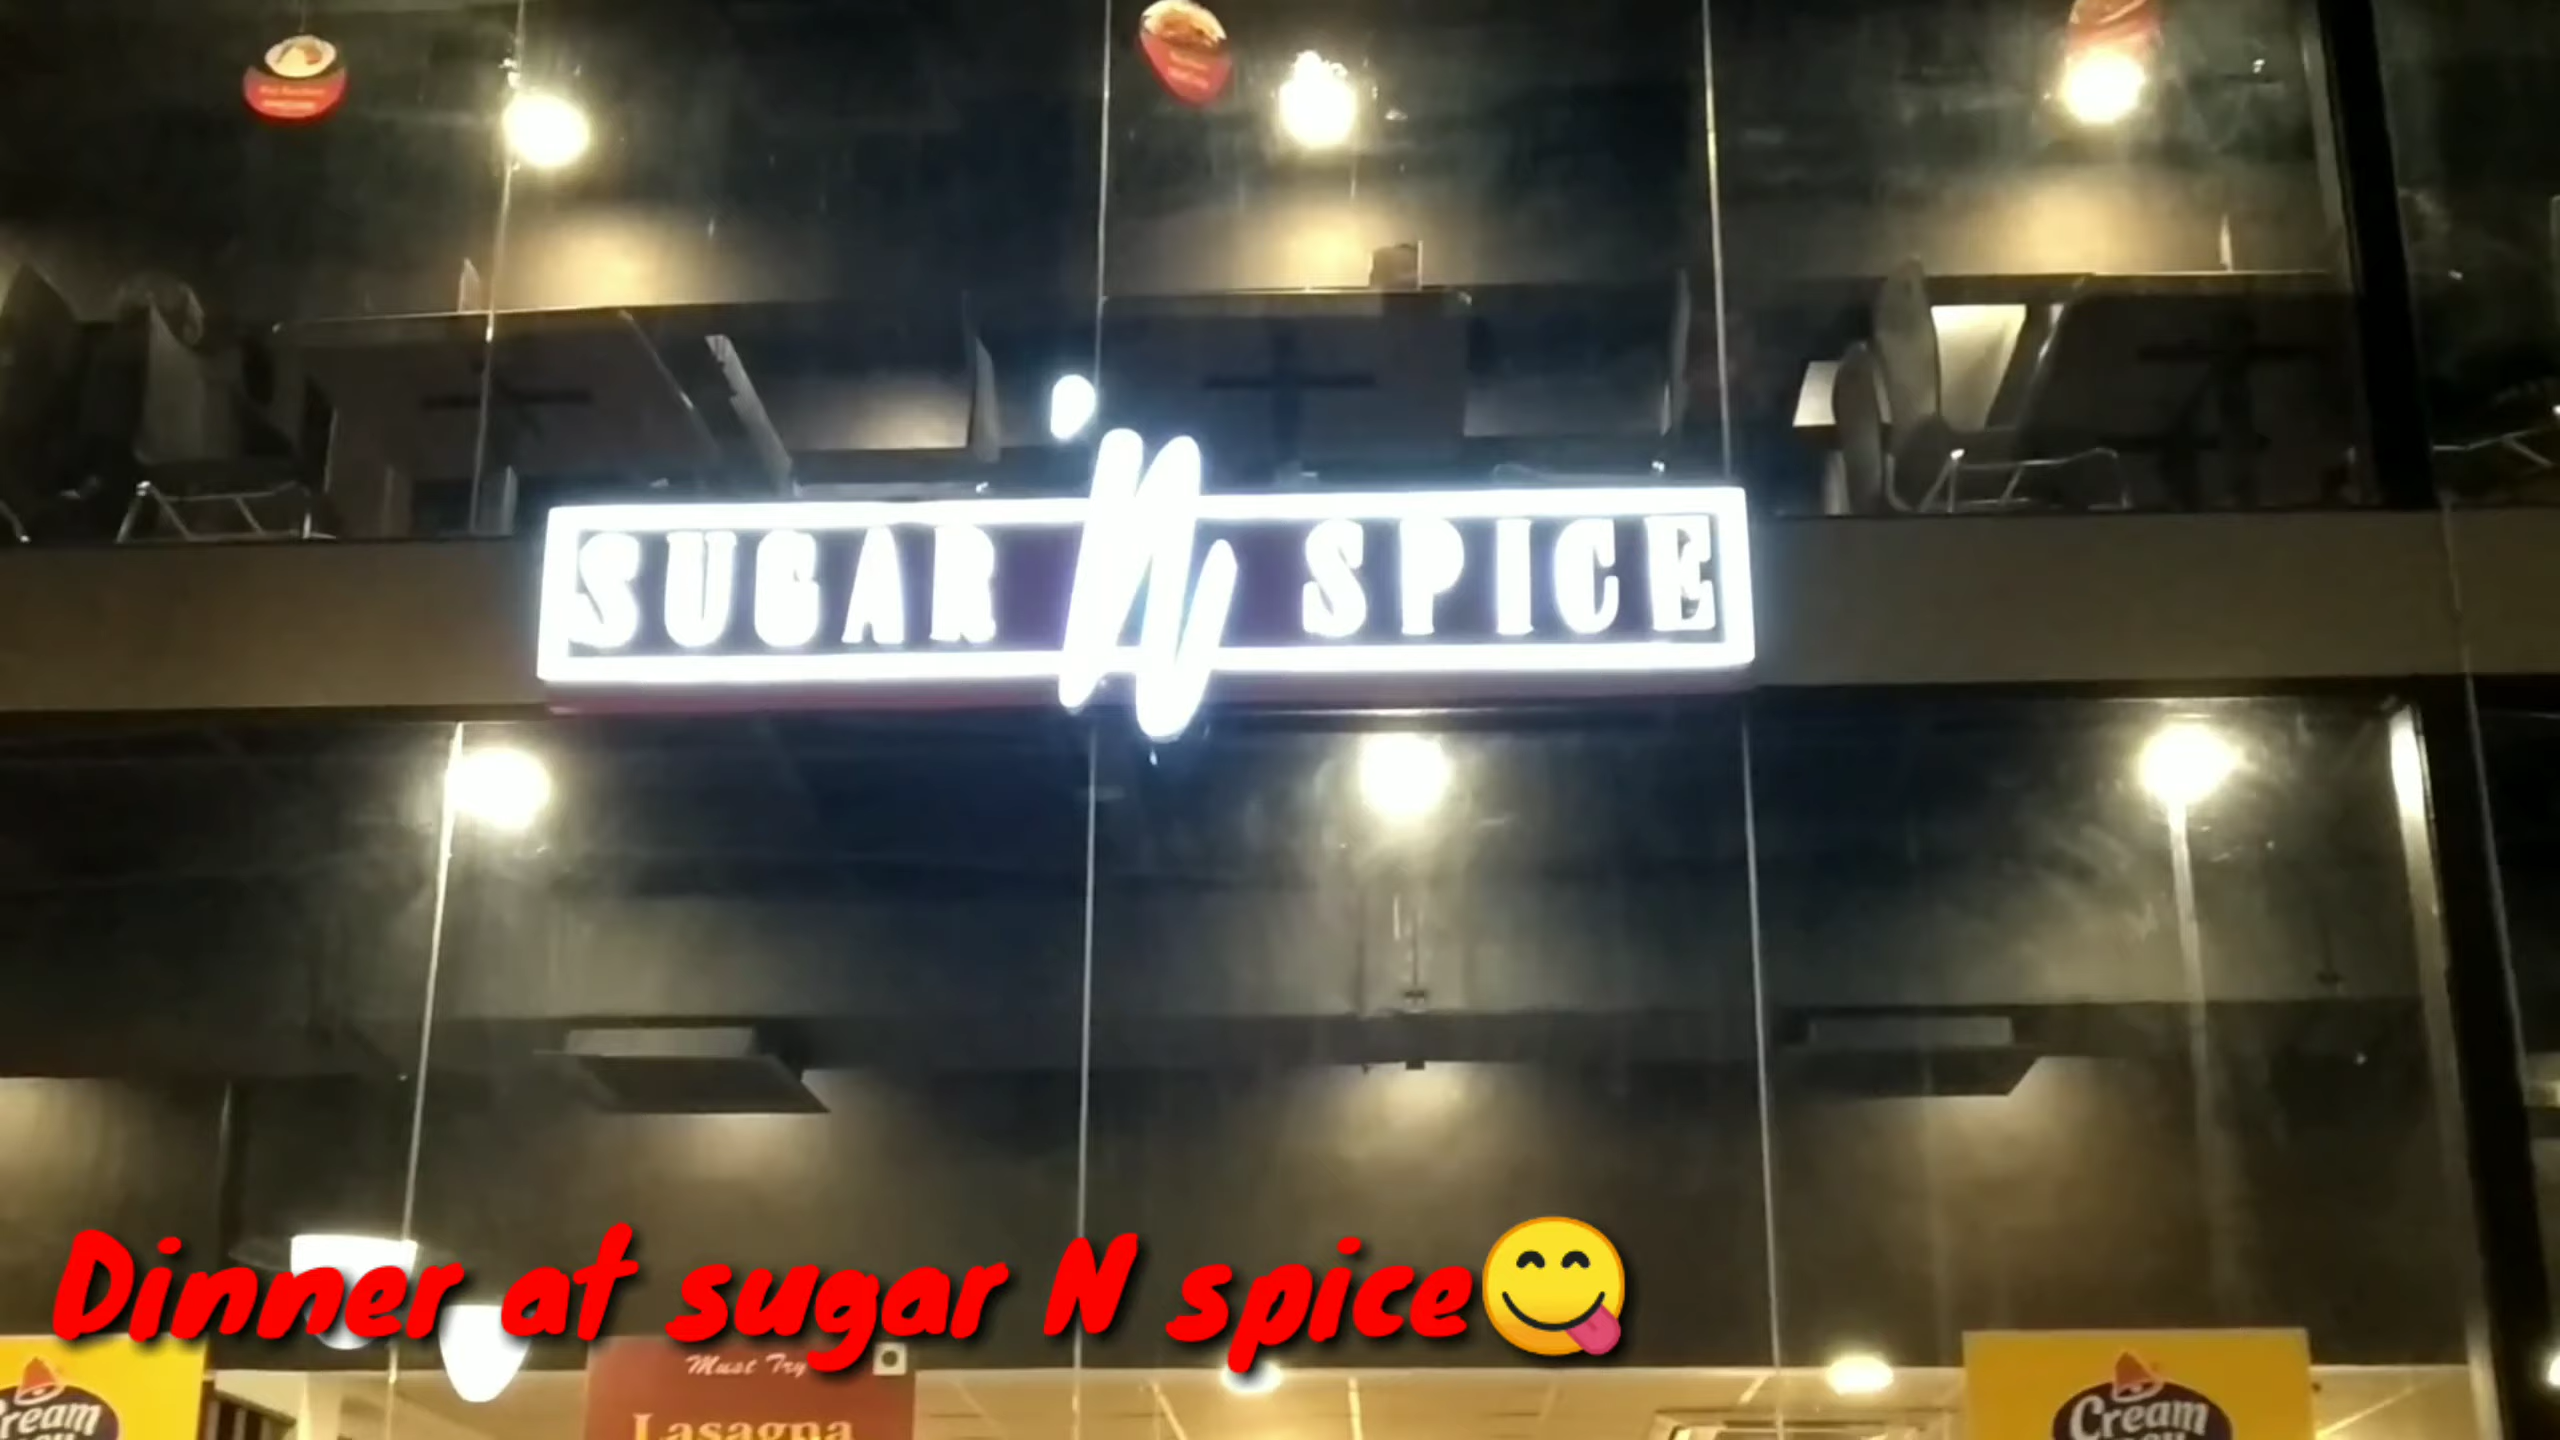 SUGAR 'N SPICE
Dinner at sugar N spice😋
Must Try
Lasagna
Cream
Cream